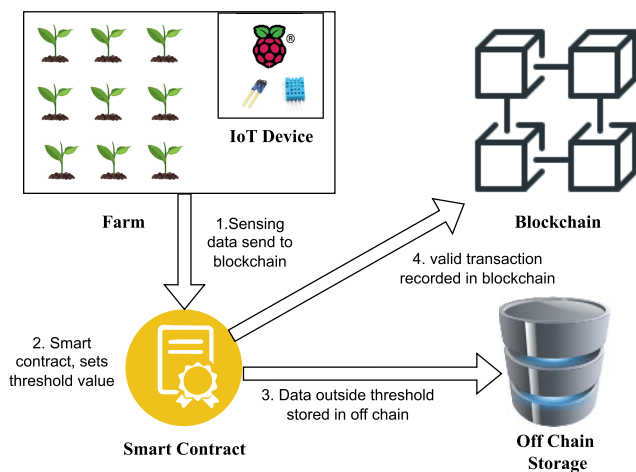 ®
IoT Device
Farm
Blockchain
1.Sensing
data send to
blockchain
4. valid transaction
recorded in blockchain
2. Smart
contract, sets
threshold value
3. Data outside threshold
stored in off chain
Smart Contract
Off Chain
Storage